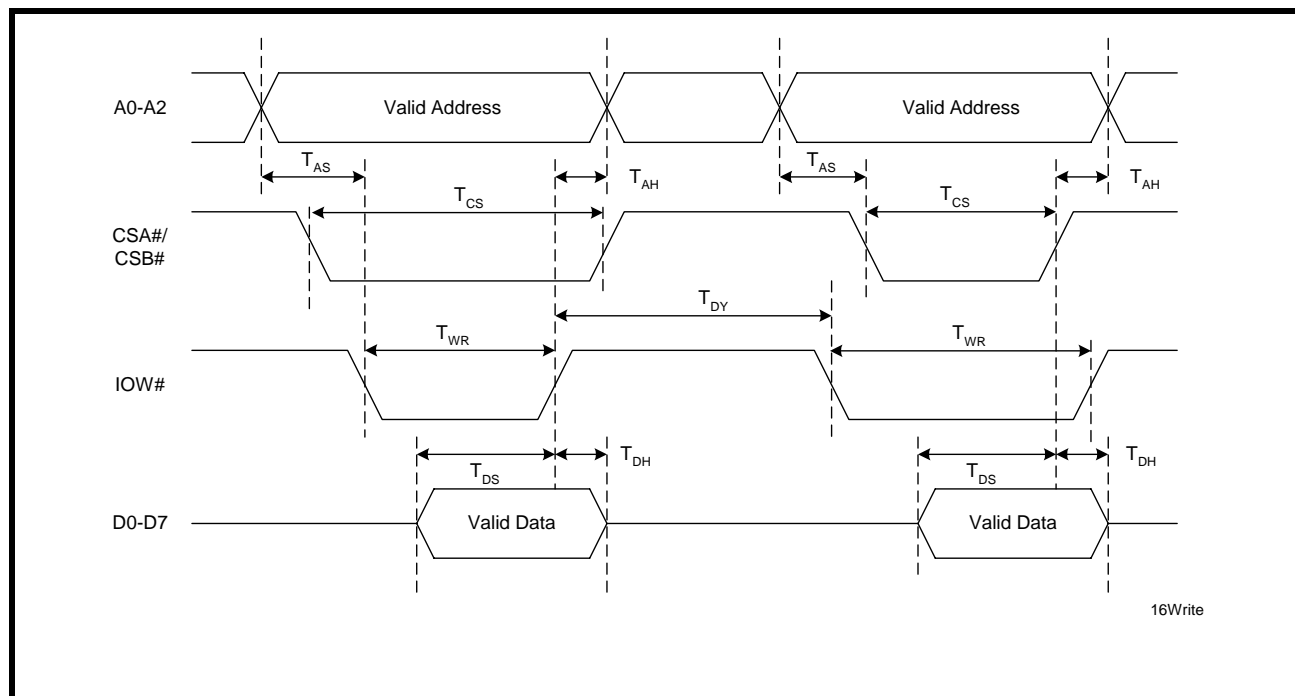 A0-A2
Valid Address
Valid Address
TAS
TAH
TAS
TAH
TCS
TCS
CSA#/
CSB#
TDY
TWR
TWR
IOW#
TDS
TDH
TDS
TDH
D0-D7
Valid Data
Valid Data
16Write